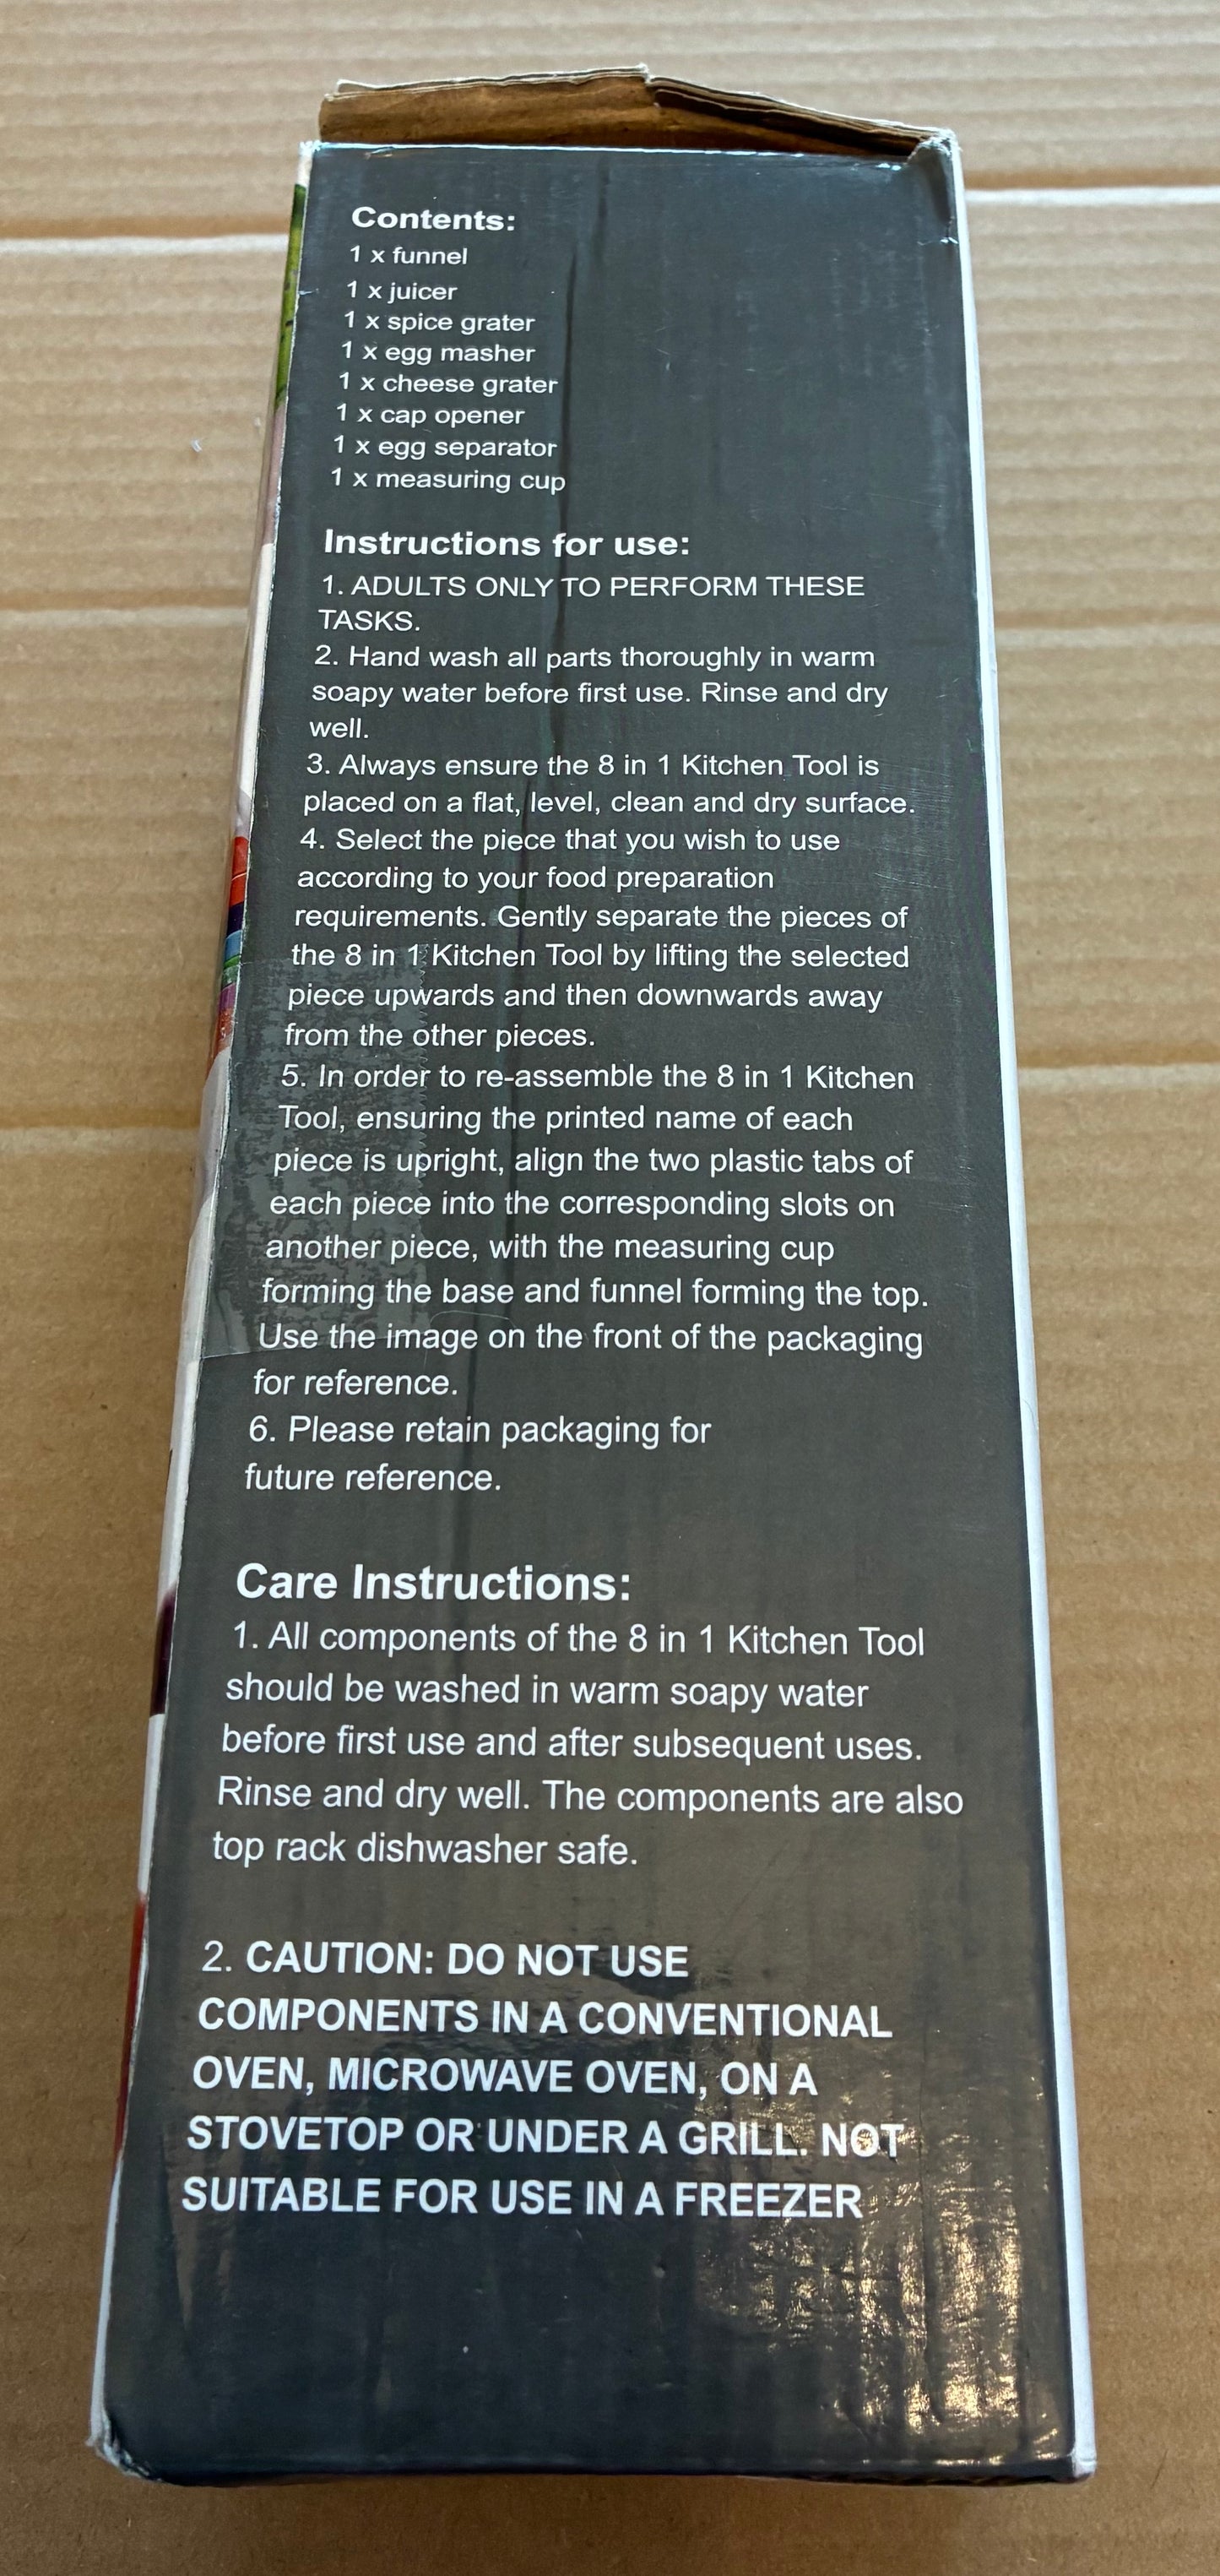 Contents:
1 x funnel
1 x juicer
1 x spice grater
1 x egg masher
1 x cheese grater
1 x cap opener
1 x egg separator
1 x measuring cup
Instructions for use:
1. ADULTS ONLY TO PERFORM THESE
TASKS.
2. Hand wash all parts thoroughly in warm
soapy water before first use. Rinse and dry
well.
3. Always ensure the 8 in 1 Kitchen Tool is
placed on a flat, level, clean and dry surface.
4. Select the piece that you wish to use
according to your food preparation
requirements. Gently separate the pieces of
the 8 in 1 Kitchen Tool by lifting the selected
piece upwards and then downwards away
from the other pieces.
5. In order to re-assemble the 8 in 1 Kitchen
Tool, ensuring the printed name of each
piece is upright, align the two plastic tabs of
each piece into the corresponding slots on
another piece, with the measuring cup
forming the base and funnel forming the top.
Use the image on the front of the packaging
for reference.
6. Please retain packaging for
future reference.
Care Instructions:
1. All components of the 8 in 1 Kitchen Tool
should be washed in warm soapy water
before first use and after subsequent uses.
Rinse and dry well. The components are also
top rack dishwasher safe.
2. CAUTION: DO NOT USE
COMPONENTS IN A CONVENTIONAL
OVEN, MICROWAVE OVEN, ON A
STOVETOP OR UNDER A GRILL. NOT
SUITABLE FOR USE IN A FREEZER